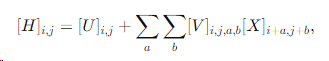 [H]_{i,j} = [U]_{i,j} + \sum_a \sum_b [V]_{i,j,a,b} [X]_{i+a,j+b},